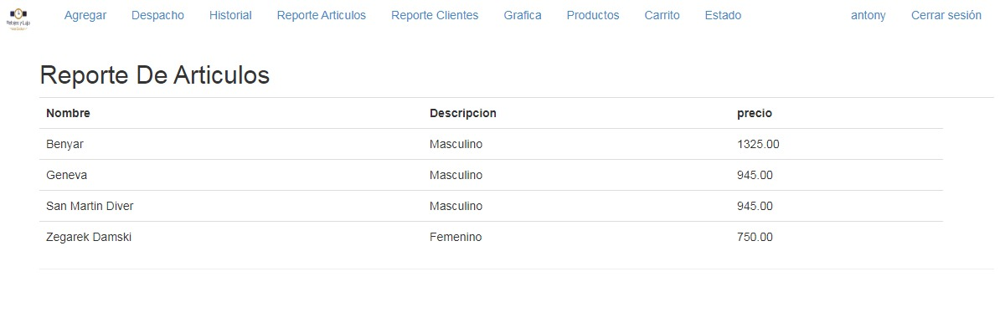 Agregar Despacho Historial Reporte Articulos Reporte Clientes Grafica Productos Carrito Estado antony Cerrar sesión
Relojes y Lujo
Reporte De Articulos
Nombre Descripcion precio
Benyar Masculino 1325.00
Geneva Masculino 945.00
San Martin Diver Masculino 945.00
Zegarek Damski Femenino 750.00